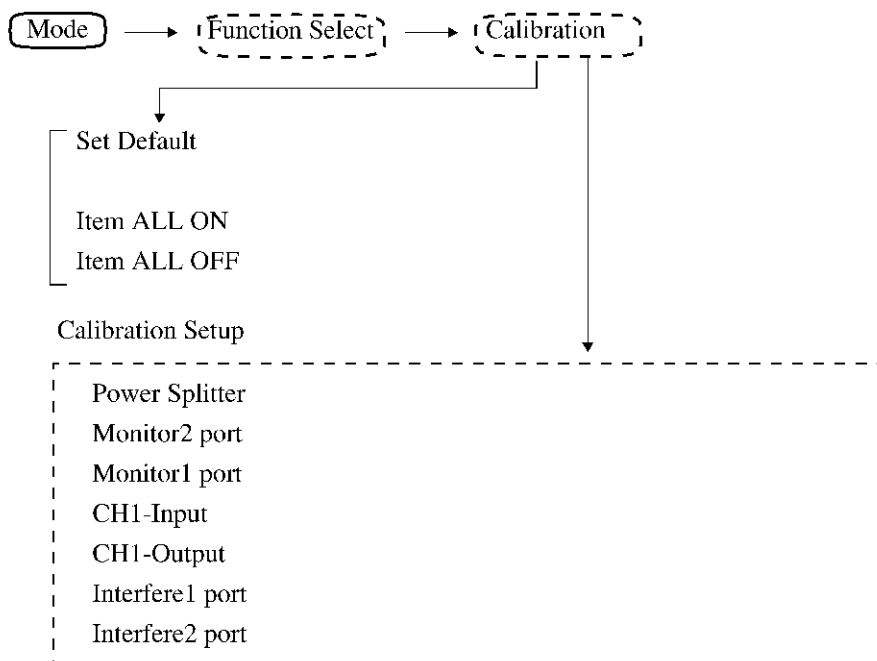 Mode Function Select Calibration
Set Default
Item ALL ON
Item ALL OFF
Calibration Setup
Power Splitter
Monitor2 port
Monitor1 port
CH1-Input
CH1-Output
Interfere1 port
Interfere2 port